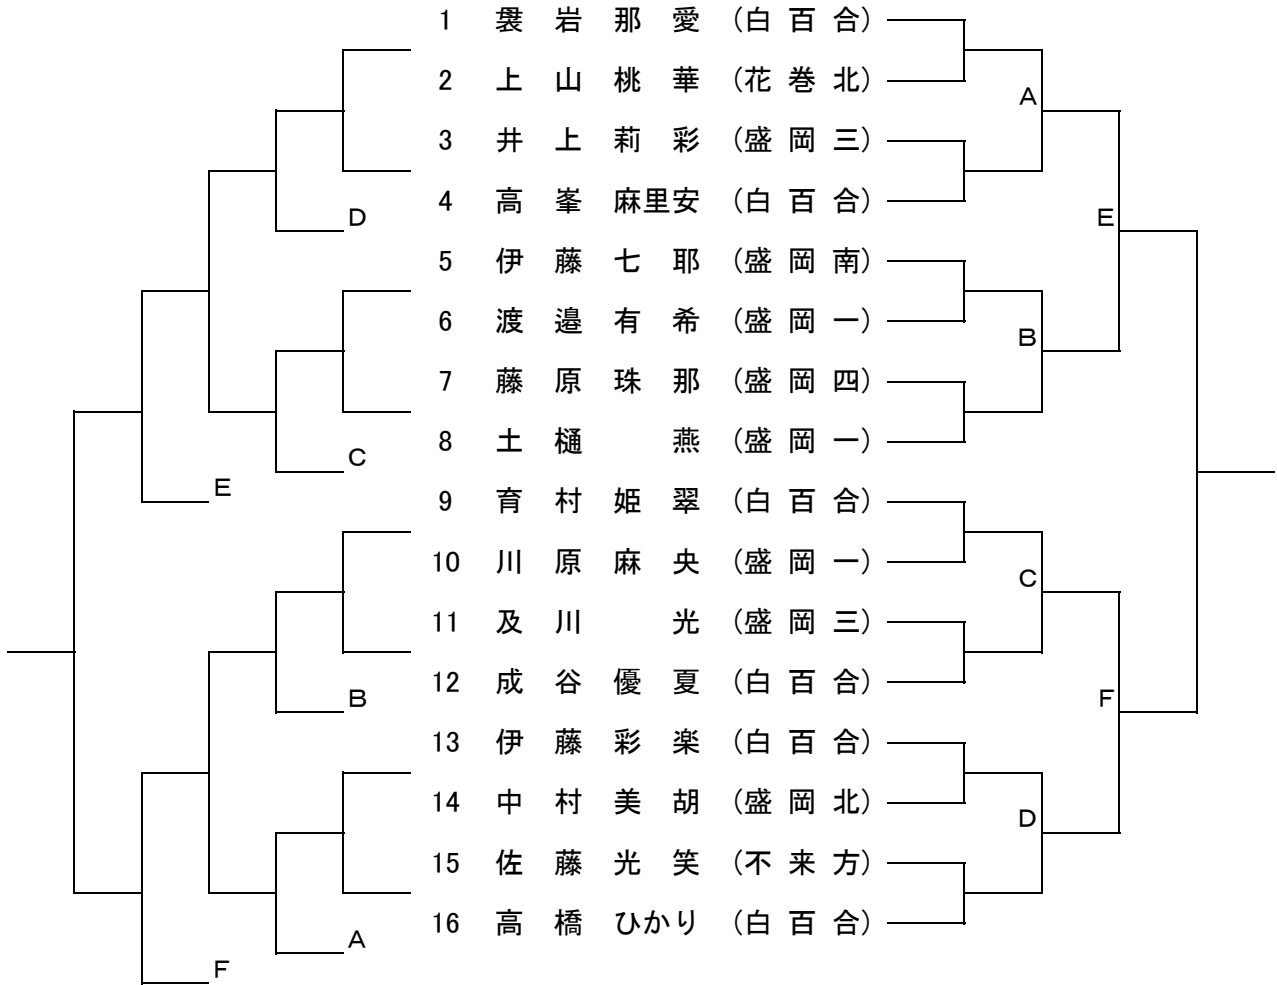 1 袰岩那愛 (白百合)
2 上山桃華 (花巻北)
A
3 井上莉彩 (盛岡三)
4 高峯麻里安 (白百合)
D
E
5 伊藤七耶 (盛岡南)
6 渡邉有希 (盛岡一)
B
7 藤原珠那 (盛岡四)
8 土樋燕 (盛岡一)
C
E
9 育村姫翠 (白百合)
10 川原麻央 (盛岡一)
C
11 及川光 (盛岡三)
12 成谷優夏 (白百合)
B
F
13 伊藤彩楽 (白百合)
14 中村美胡 (盛岡北)
D
15 佐藤光笑 (不来方)
16 高橋ひかり (白百合)
A
F